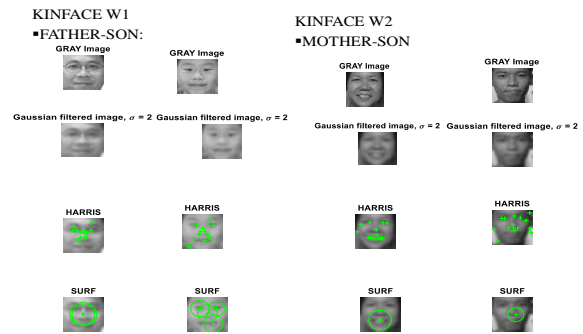 KINFACE W1
▪FATHER-SON:
GRAY Image
GRAY Image
Gaussian filtered image, σ = 2
Gaussian filtered image, σ = 2
HARRIS
HARRIS
SURF
SURF
KINFACE W2
▪MOTHER-SON
GRAY Image
GRAY Image
Gaussian filtered image, σ = 2
Gaussian filtered image, σ = 2
HARRIS
HARRIS
SURF
SURF